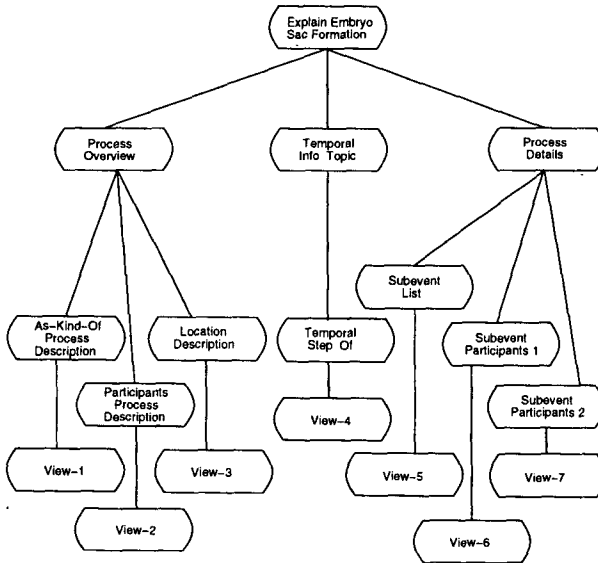 Explain Embryo
Sac Formation
Process
Overview
Temporal
Info Topic
Process
Details
Subevent
List
As-Kind-Of
Process
Description
Location
Description
Temporal
Step Of
Subevent
Participants 1
Participants
Process
Description
Subevent
Participants 2
View-4
View-1
View-3
View-5
View-7
View-2
View-6